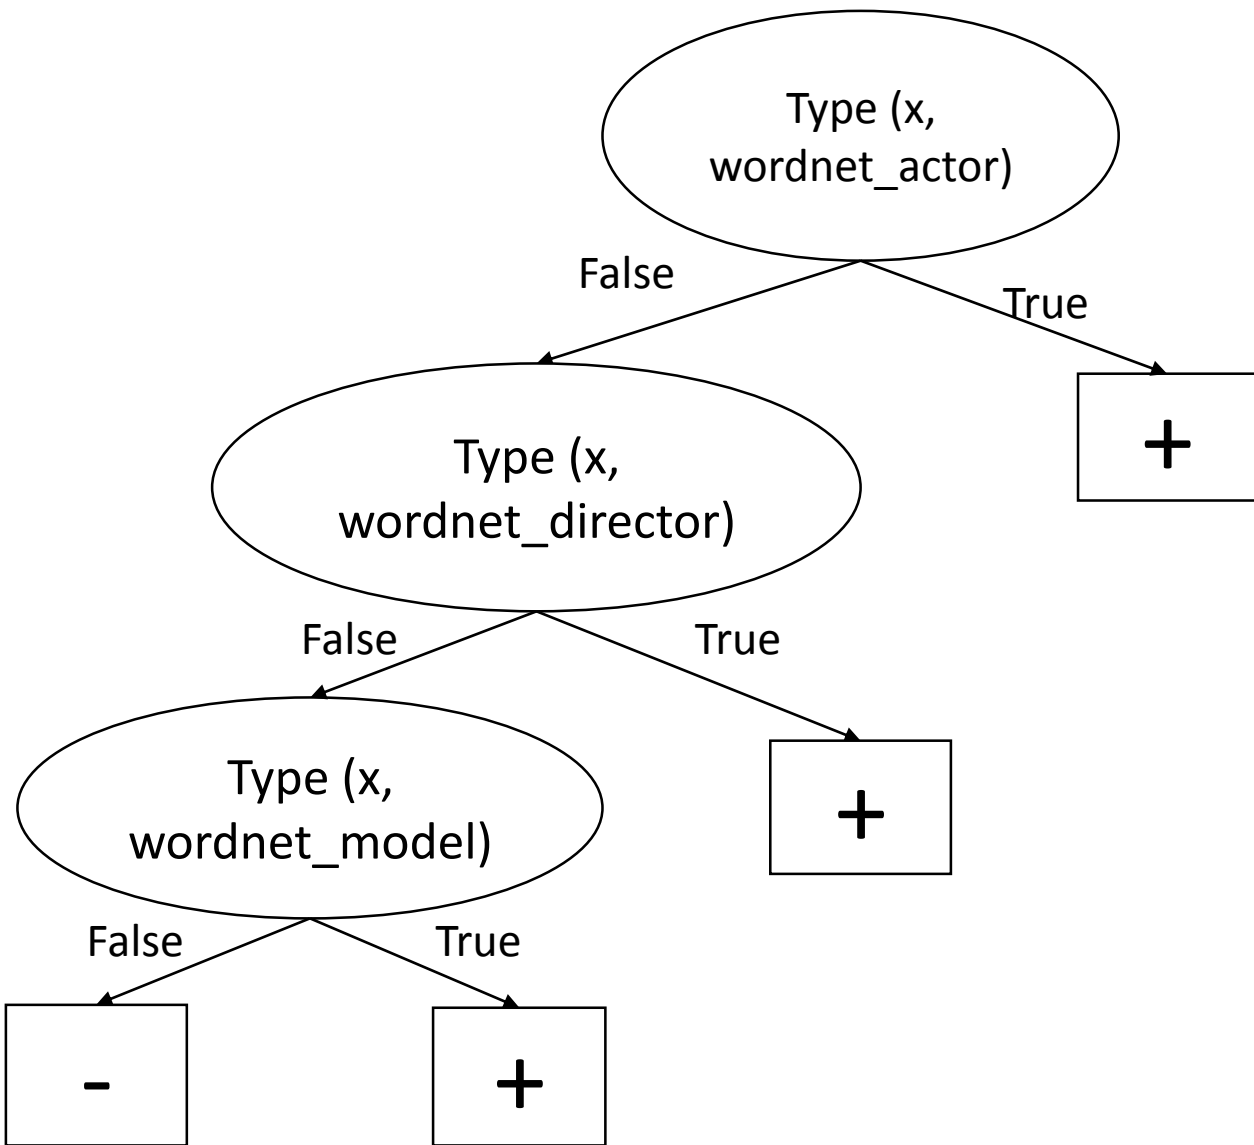 Type (x,
wordnet_actor)
False
True
+
Type (x,
wordnet_director)
False
True
+
Type (x,
wordnet_model)
False
True
-
+